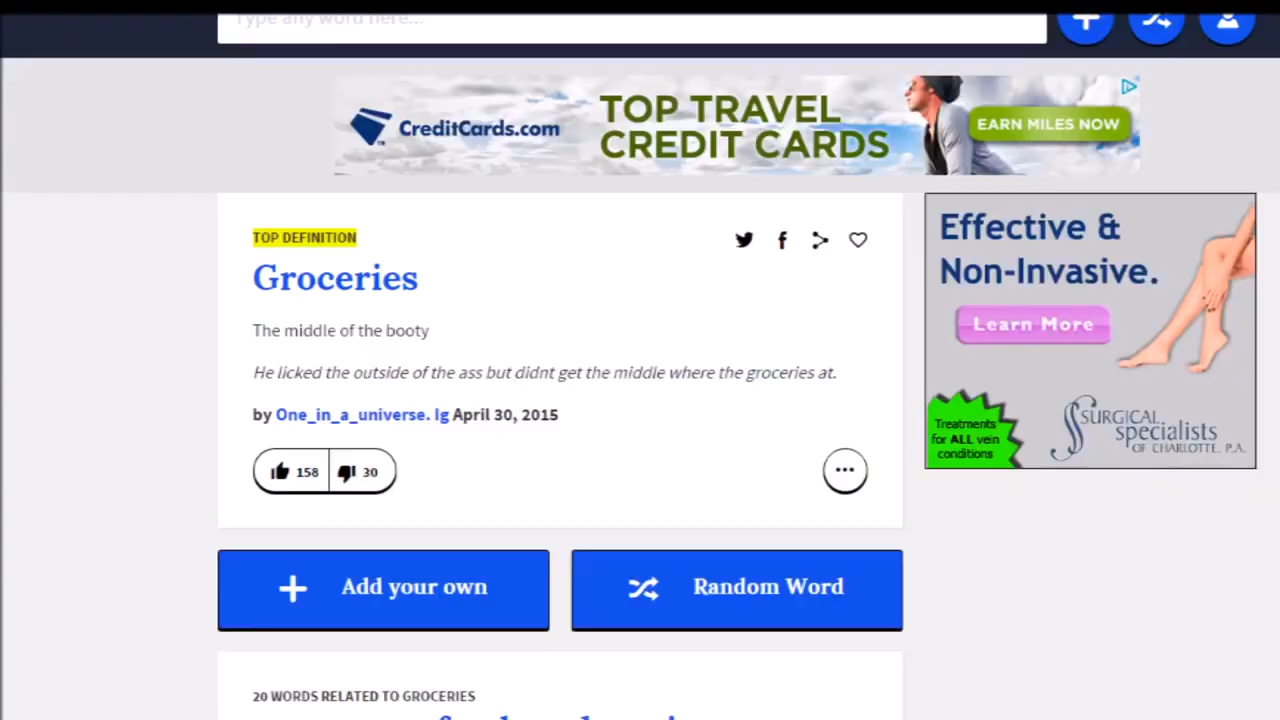 Type any word here...
CreditCards.com
TOP TRAVEL
CREDIT CARDS
EARN MILES NOW
TOP DEFINITION
Groceries
The middle of the booty
He licked the outside of the ass but didnt get the middle where the groceries at.
by One_in_a_universe. Ig April 30, 2015
158
30
Effective &
Non-Invasive.
Learn More
Treatments
for ALL vein
conditions
SURGICAL
specialists
OF CHARLOTTE, P.A.
Add your own
Random Word
20 WORDS RELATED TO GROCERIES